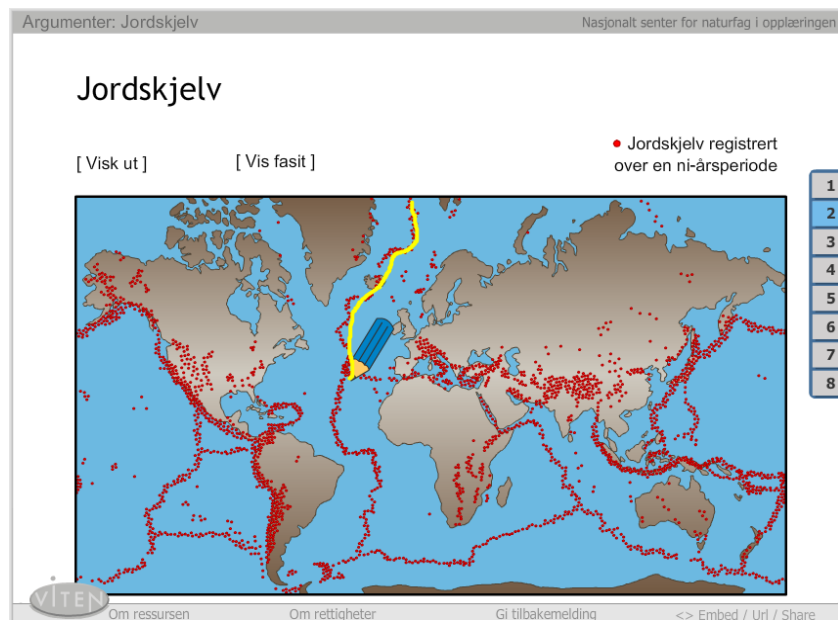 Argumenter: Jordskjelv
Nasjonalt senter for naturfag i opplæringen
Jordskjelv
[ Visk ut ]
[ Vis fasit ]
Jordskjelv registrert
over en ni-årsperiode
1
2
3
4
5
6
7
8
VITEN
Om ressursen
Om rettigheter
Gi tilbakemelding
<> Embed / Url / Share